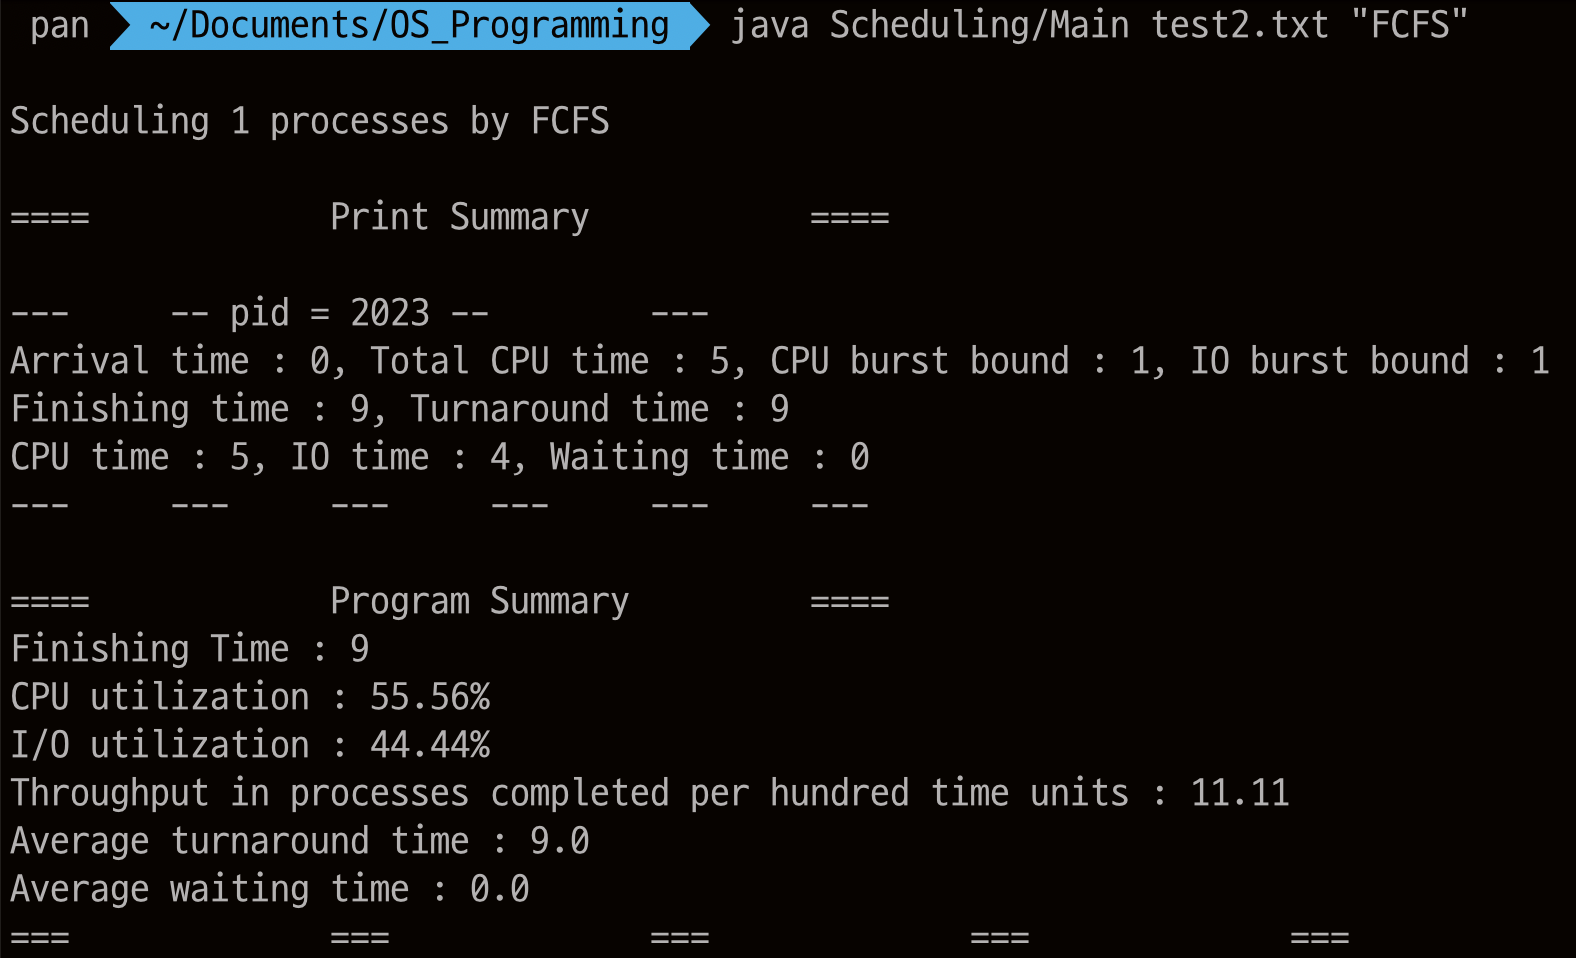 pan ~/Documents/OS_Programming java Scheduling/Main test2.txt "FCFS"
Scheduling 1 processes by FCFS
==== Print Summary ====
--- -- pid = 2023 -- ---
Arrival time : 0, Total CPU time : 5, CPU burst bound : 1, IO burst bound : 1
Finishing time : 9, Turnaround time : 9
CPU time : 5, IO time : 4, Waiting time : 0
--- --- --- --- --- ---
==== Program Summary ====
Finishing Time : 9
CPU utilization : 55.56%
I/O utilization : 44.44%
Throughput in processes completed per hundred time units : 11.11
Average turnaround time : 9.0
Average waiting time : 0.0
=== === === === ===